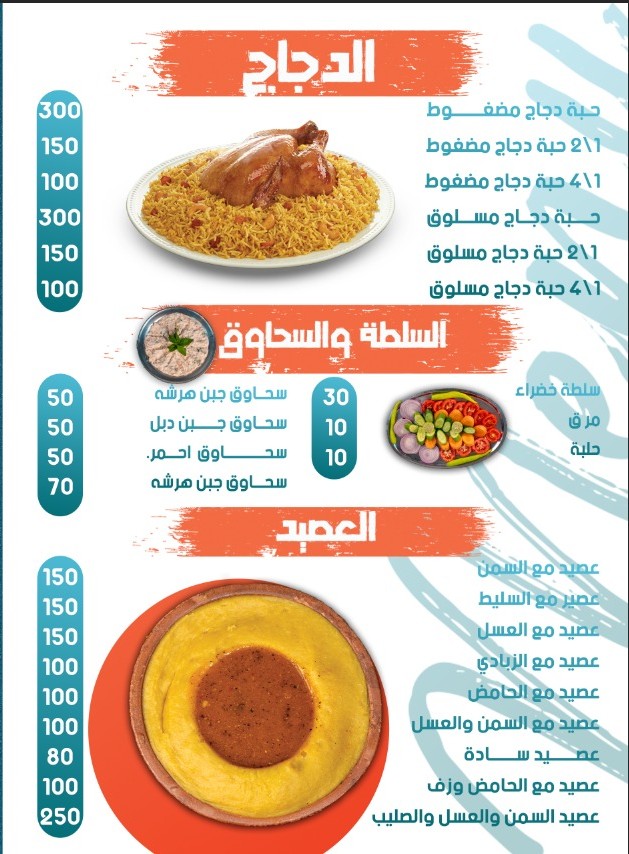 الدجاج
حبة دجاج مضغوط 300
1\2 حبة دجاج مضغوط 150
1\4 حبة دجاج مضغوط 100
حبة دجاج مسلوق 300
1\2 حبة دجاج مسلوق 150
1\4 حبة دجاج مسلوق 100
السلطة والسحاوق
سلطة خضراء 30
مرق 10
حلبة 10
سحاوق جبن هرشه 50
سحاوق جبن دبل 50
سحاوق احمر. 50
سحاوق جبن هرشه 70
العصيد
عصيد مع السمن 150
عصير مع السليط 150
عصيد مع العسل 150
عصيد مع الزبادي 100
عصيد مع الحامض 100
عصيد مع السمن والعسل 100
عصيد سادة 80
عصيد مع الحامض وزف 100
عصيد السمن والعسل والصليب 250